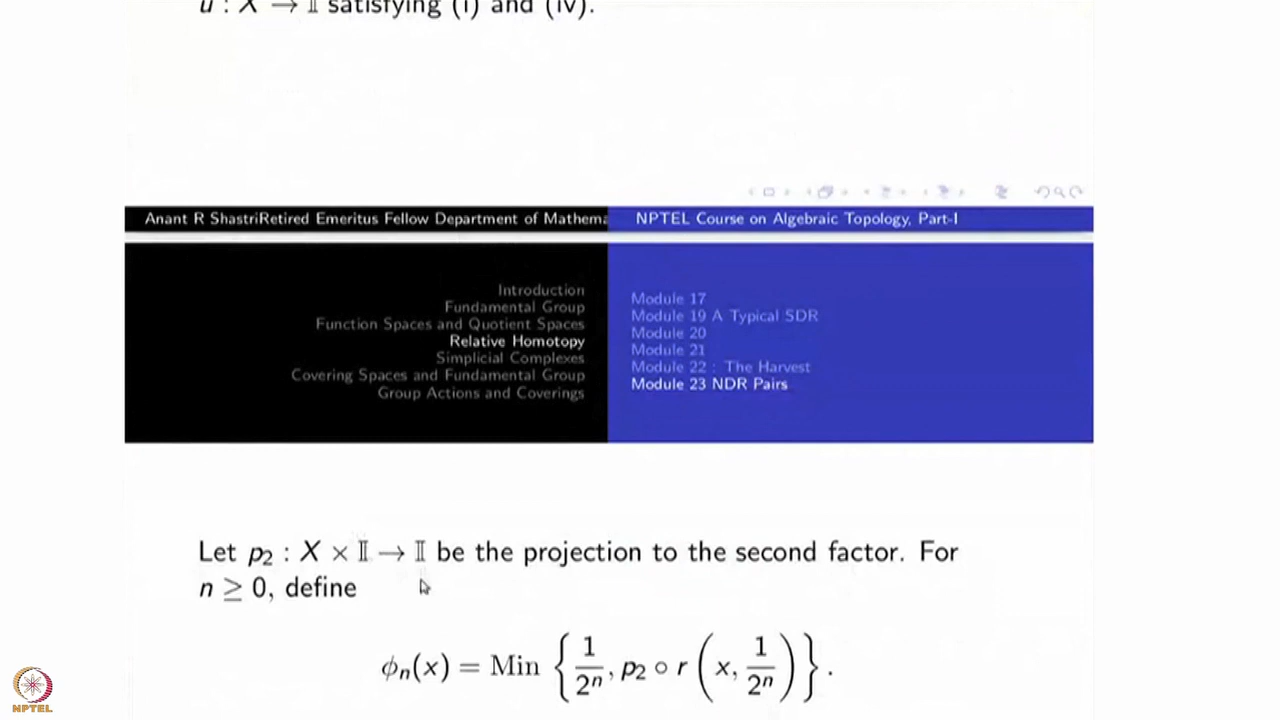 u : X → 𝕀 satisfying (i) and (iv).
Anant R ShastriRetired Emeritus Fellow Department of Mathema
NPTEL Course on Algebraic Topology, Part-I
Introduction
Fundamental Group
Function Spaces and Quotient Spaces
Relative Homotopy
Simplicial Complexes
Covering Spaces and Fundamental Group
Group Actions and Coverings
Module 17
Module 19 A Typical SDR
Module 20
Module 21
Module 22 : The Harvest
Module 23 NDR Pairs
Let p₂ : X × 𝕀 → 𝕀 be the projection to the second factor. For
n ≥ 0, define
ϕₙ(x) = Min { 1/2ⁿ, p₂ ∘ r ( x, 1/2ⁿ ) } .
NPTEL